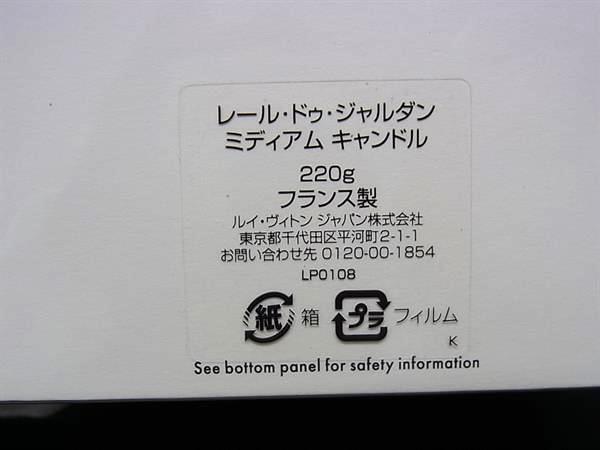 レール・ドゥ・ジャルダン
ミディアム キャンドル
220g
フランス製
ルイ・ヴィトン ジャパン株式会社
東京都千代田区平河町2-1-1
お問い合わせ先 0120-00-1854
LP0108
紙 箱 プラ フィルム
K
See bottom panel for safety information